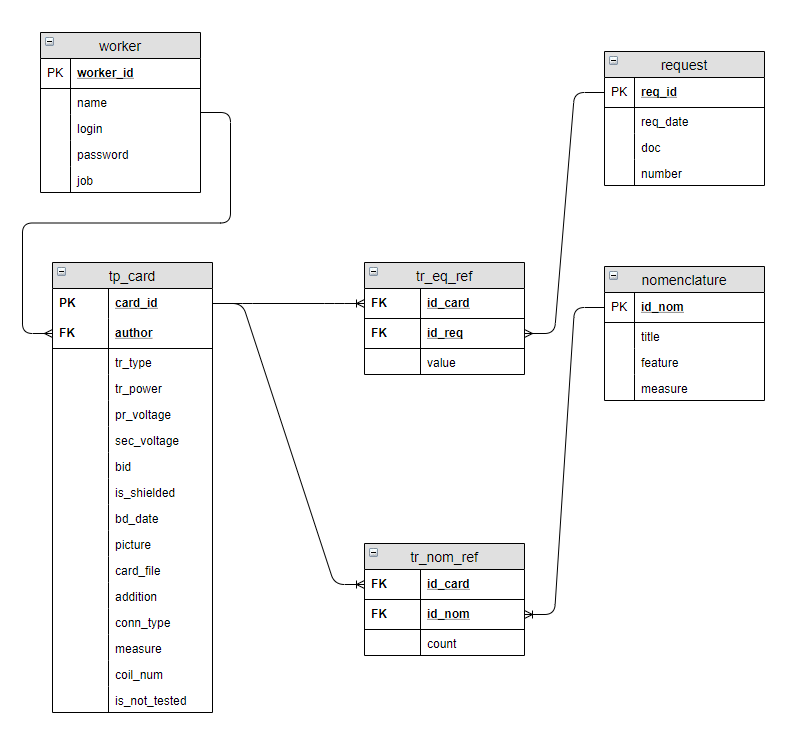 worker
PK worker_id
name
login
password
job
request
PK req_id
req_date
doc
number
tp_card
PK card_id
FK author
tr_type
tr_power
pr_voltage
sec_voltage
bid
is_shielded
bd_date
picture
card_file
addition
conn_type
measure
coil_num
is_not_tested
tr_eq_ref
FK id_card
FK id_req
value
nomenclature
PK id_nom
title
feature
measure
tr_nom_ref
FK id_card
FK id_nom
count